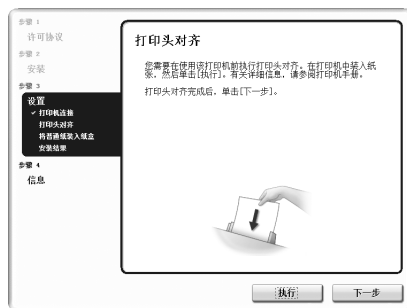 步骤 1
许可协议
步骤 2
安装
步骤 3
设置
✓ 打印机连接
打印头对齐
将普通纸装入纸盒
安装结果
步骤 4
信息
打印头对齐
您需要在使用该打印机前执行打印头对齐。在打印机中装入纸
张，然后单击[执行]。有关详细信息，请参阅打印机手册。
打印头对齐完成后，单击[下一步]。
执行
下一步